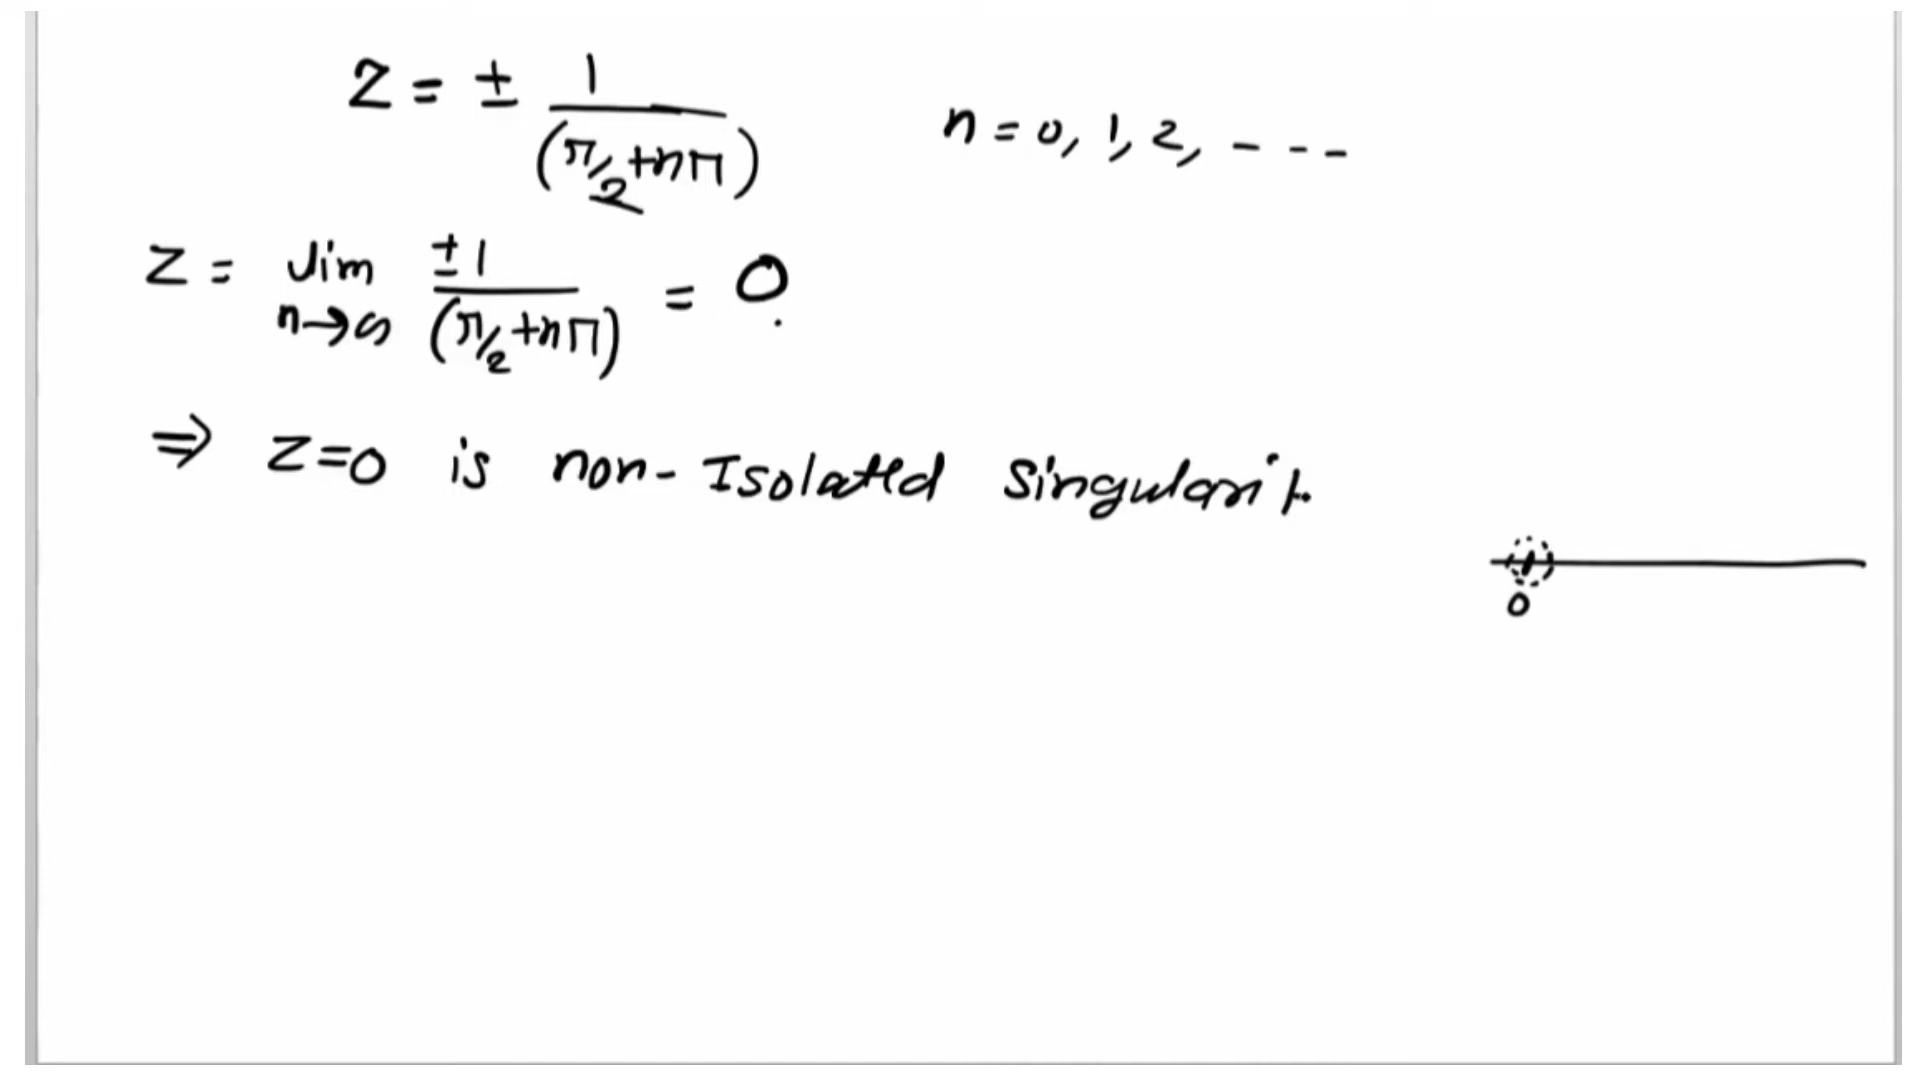 z = ± 1/(π/2 + nπ) n = 0, 1, 2, - - -
z = lim n→∞ ±1/(π/2 + nπ) = 0.
⇒ z=0 is non-Isolated Singularit.
0